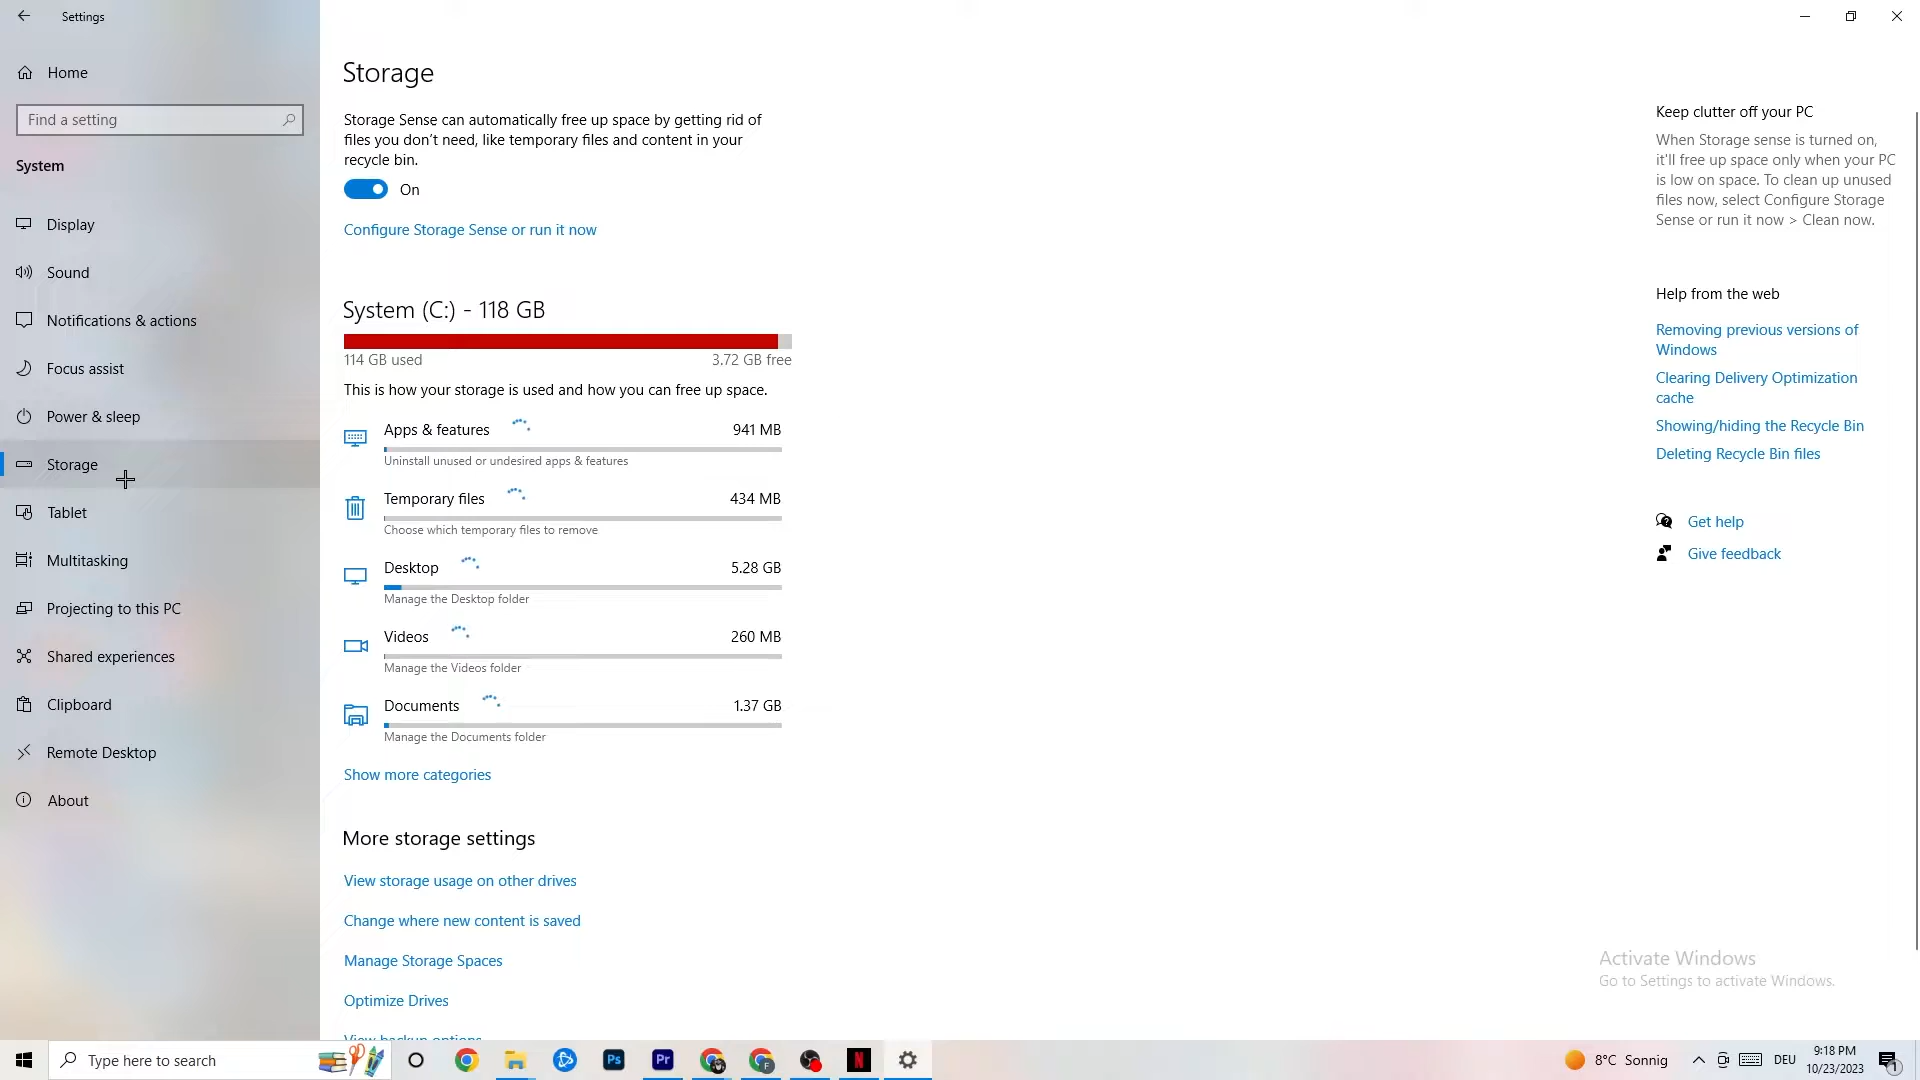 Settings
Home
Find a setting
System
Display
Sound
Notifications & actions
Focus assist
Power & sleep
Storage
Tablet
Multitasking
Projecting to this PC
Shared experiences
Clipboard
Remote Desktop
About
Storage
Storage Sense can automatically free up space by getting rid of
files you don't need, like temporary files and content in your
recycle bin.
On
Configure Storage Sense or run it now
System (C:) - 118 GB
114 GB used 3.72 GB free
This is how your storage is used and how you can free up space.
Apps & features 941 MB
Uninstall unused or undesired apps & features
Temporary files 434 MB
Choose which temporary files to remove
Desktop 5.28 GB
Manage the Desktop folder
Videos 260 MB
Manage the Videos folder
Documents 1.37 GB
Manage the Documents folder
Show more categories
More storage settings
View storage usage on other drives
Change where new content is saved
Manage Storage Spaces
Optimize Drives
View backup options
Keep clutter off your PC
When Storage sense is turned on,
it'll free up space only when your PC
is low on space. To clean up unused
files now, select Configure Storage
Sense or run it now > Clean now.
Help from the web
Removing previous versions of
Windows
Clearing Delivery Optimization
cache
Showing/hiding the Recycle Bin
Deleting Recycle Bin files
Get help
Give feedback
Activate Windows
Go to Settings to activate Windows.
Type here to search
Ps
Pr
F
N
8°C Sonnig
DEU
9:18 PM
10/23/2023
1